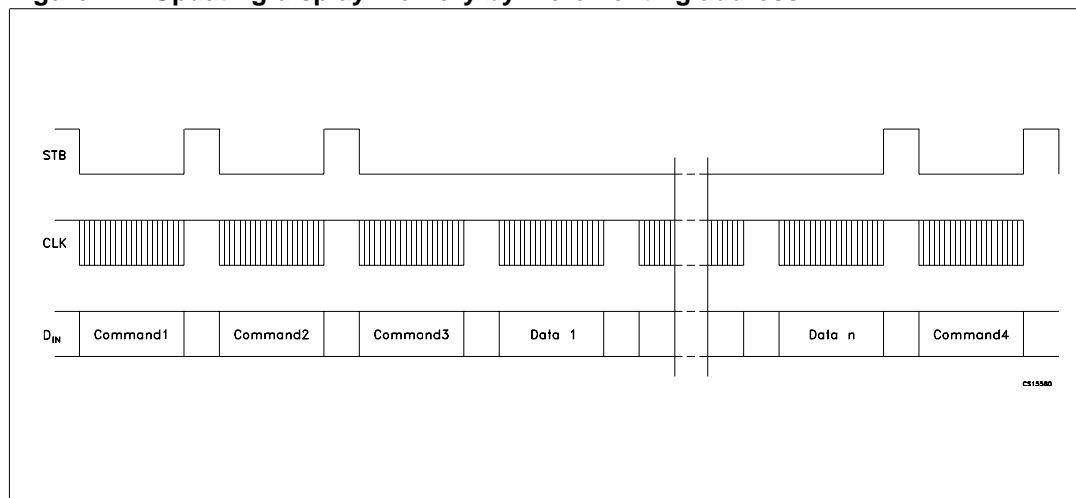 STB
CLK
DIN Command1 Command2 Command3 Data 1 Data n Command4
CS15580